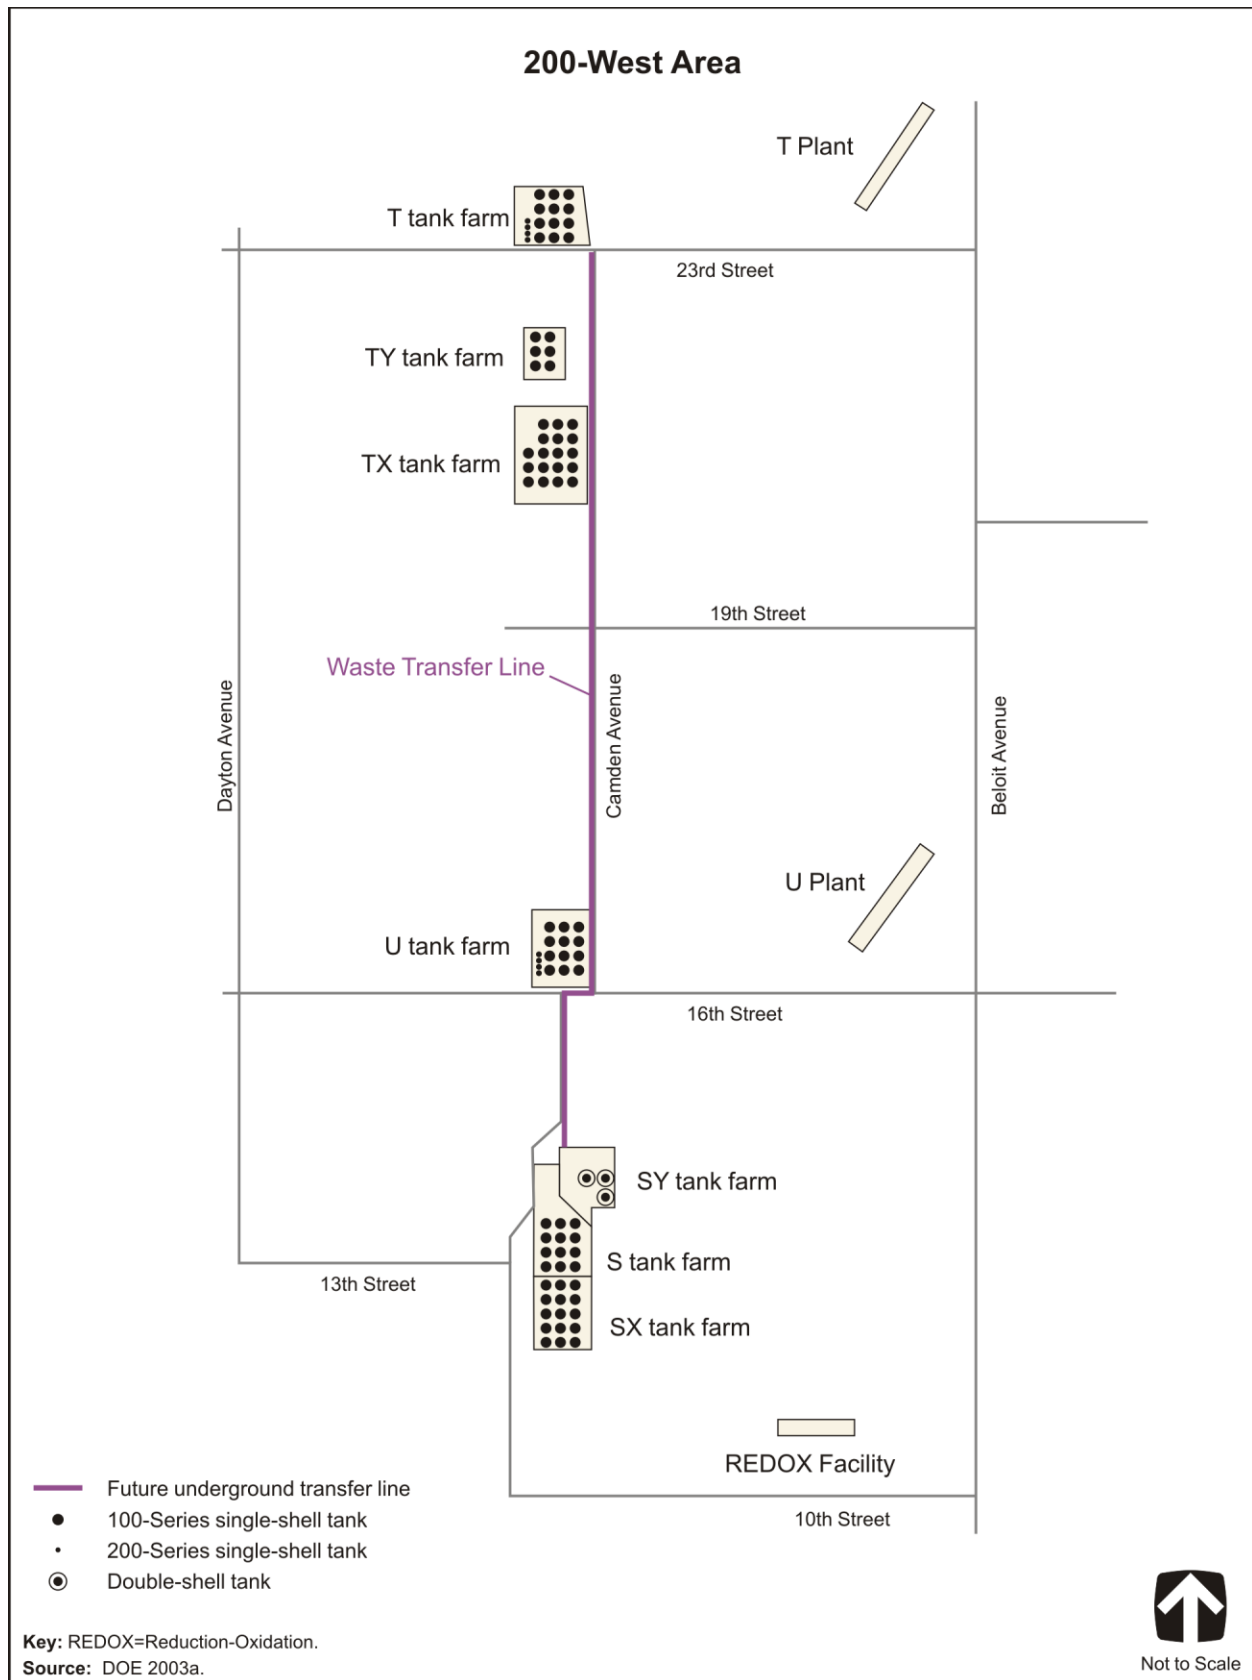 200-West Area
T Plant
T tank farm
23rd Street
TY tank farm
TX tank farm
19th Street
Waste Transfer Line
Dayton Avenue
Camden Avenue
Beloit Avenue
U Plant
U tank farm
16th Street
SY tank farm
S tank farm
13th Street
SX tank farm
REDOX Facility
10th Street
Future underground transfer line
100-Series single-shell tank
200-Series single-shell tank
Double-shell tank
Key: REDOX=Reduction-Oxidation.
Source: DOE 2003a.
Not to Scale